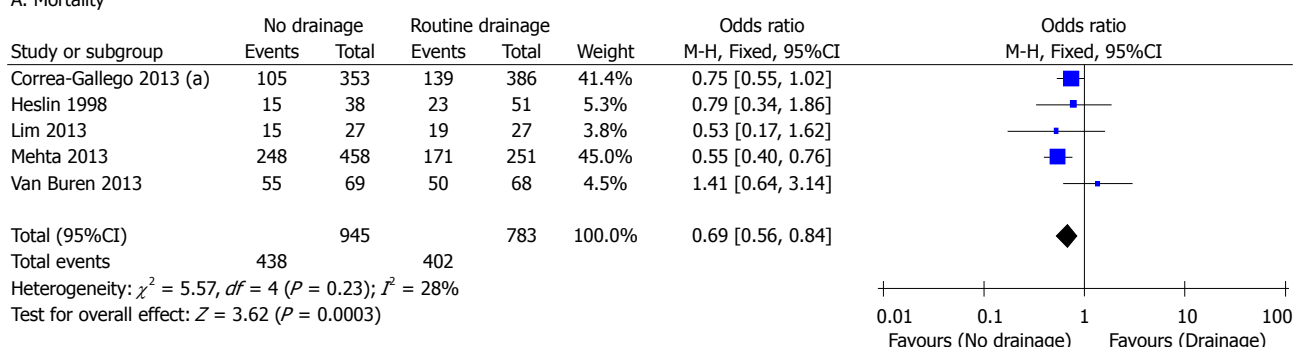 A. Mortality
No drainage Routine drainage Odds ratio Odds ratio
Study or subgroup Events Total Events Total Weight M-H, Fixed, 95%CI M-H, Fixed, 95%CI
Correa-Gallego 2013 (a) 105 353 139 386 41.4% 0.75 [0.55, 1.02]
Heslin 1998 15 38 23 51 5.3% 0.79 [0.34, 1.86]
Lim 2013 15 27 19 27 3.8% 0.53 [0.17, 1.62]
Mehta 2013 248 458 171 251 45.0% 0.55 [0.40, 0.76]
Van Buren 2013 55 69 50 68 4.5% 1.41 [0.64, 3.14]
Total (95%CI) 945 783 100.0% 0.69 [0.56, 0.84]
Total events 438 402
Heterogeneity: χ² = 5.57, df = 4 (P = 0.23); I² = 28%
Test for overall effect: Z = 3.62 (P = 0.0003)
0.01 0.1 1 10 100
Favours (No drainage) Favours (Drainage)